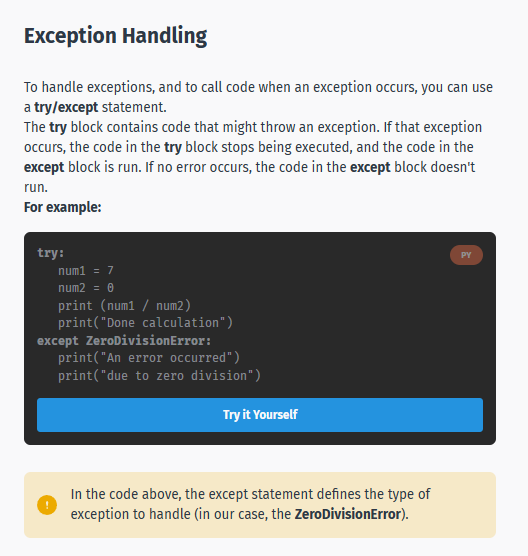 Exception Handling
To handle exceptions, and to call code when an exception occurs, you can use
a try/except statement.
The try block contains code that might throw an exception. If that exception
occurs, the code in the try block stops being executed, and the code in the
except block is run. If no error occurs, the code in the except block doesn't
run.
For example:
PY
try:
   num1 = 7
   num2 = 0
   print (num1 / num2)
   print("Done calculation")
except ZeroDivisionError:
   print("An error occurred")
   print("due to zero division")
Try it Yourself
!
In the code above, the except statement defines the type of
exception to handle (in our case, the ZeroDivisionError).